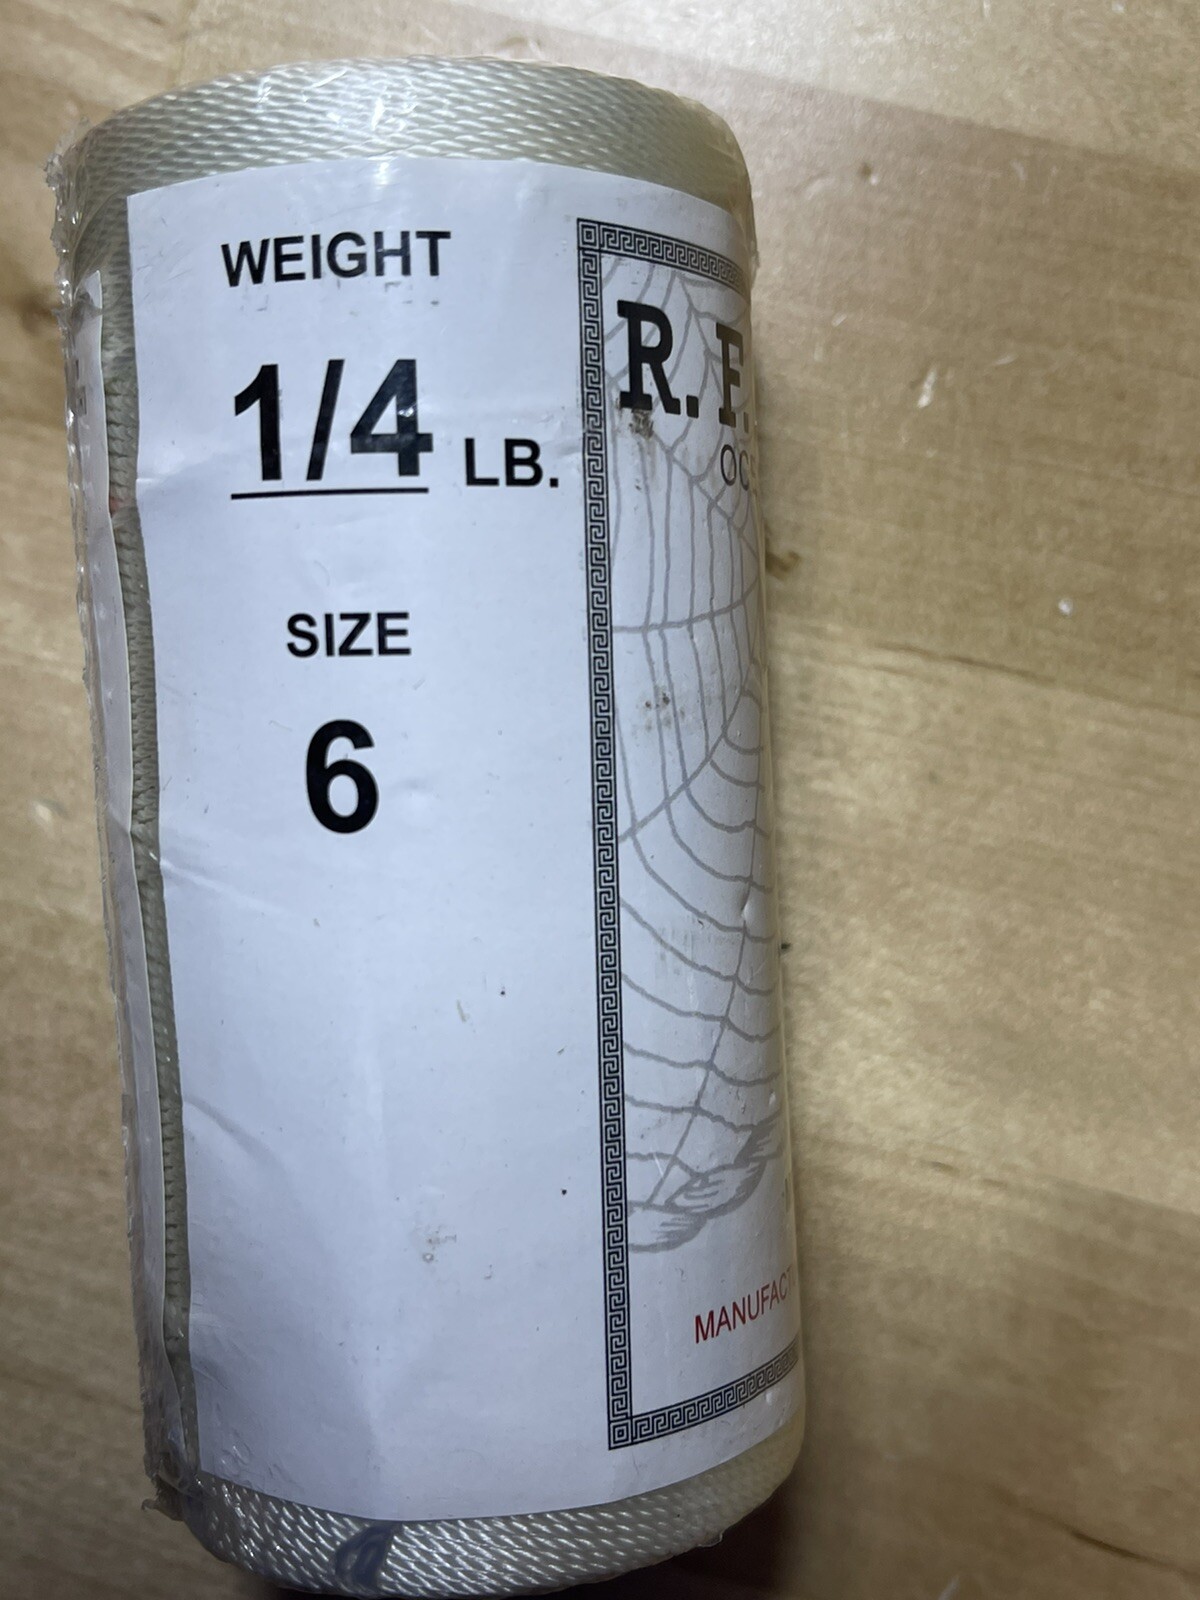 WEIGHT
1/4 LB.
SIZE
6
R.F.